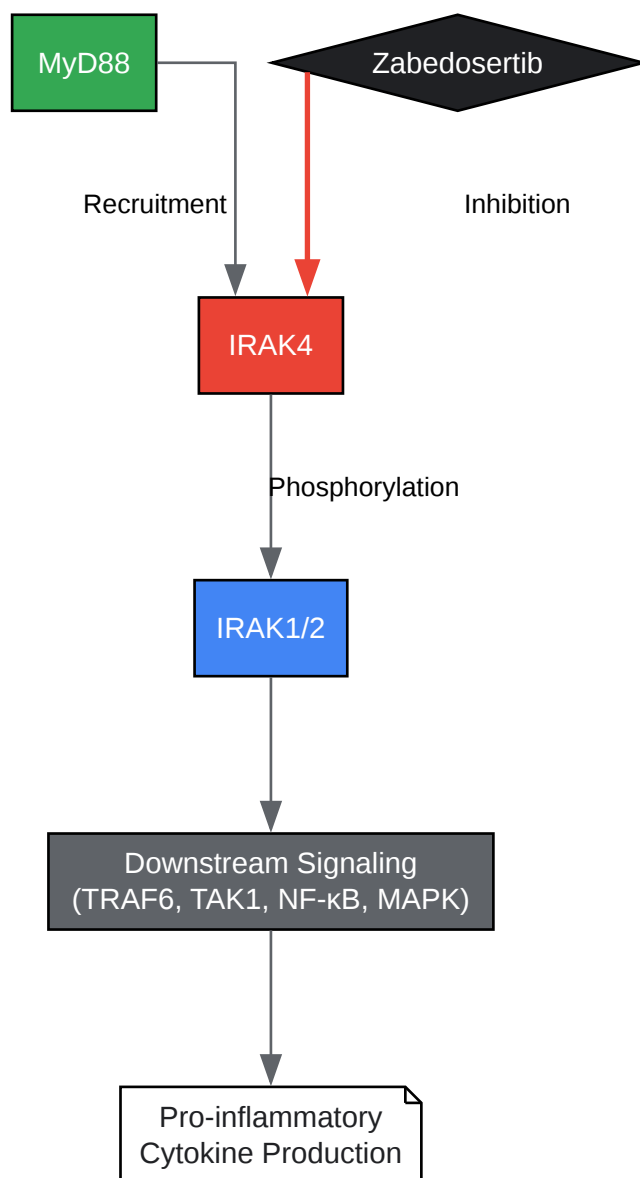 MyD88
Zabedosertib
Recruitment
Inhibition
IRAK4
Phosphorylation
IRAK1/2
Downstream Signaling
(TRAF6, TAK1, NF-κB, MAPK)
Pro-inflammatory
Cytokine Production